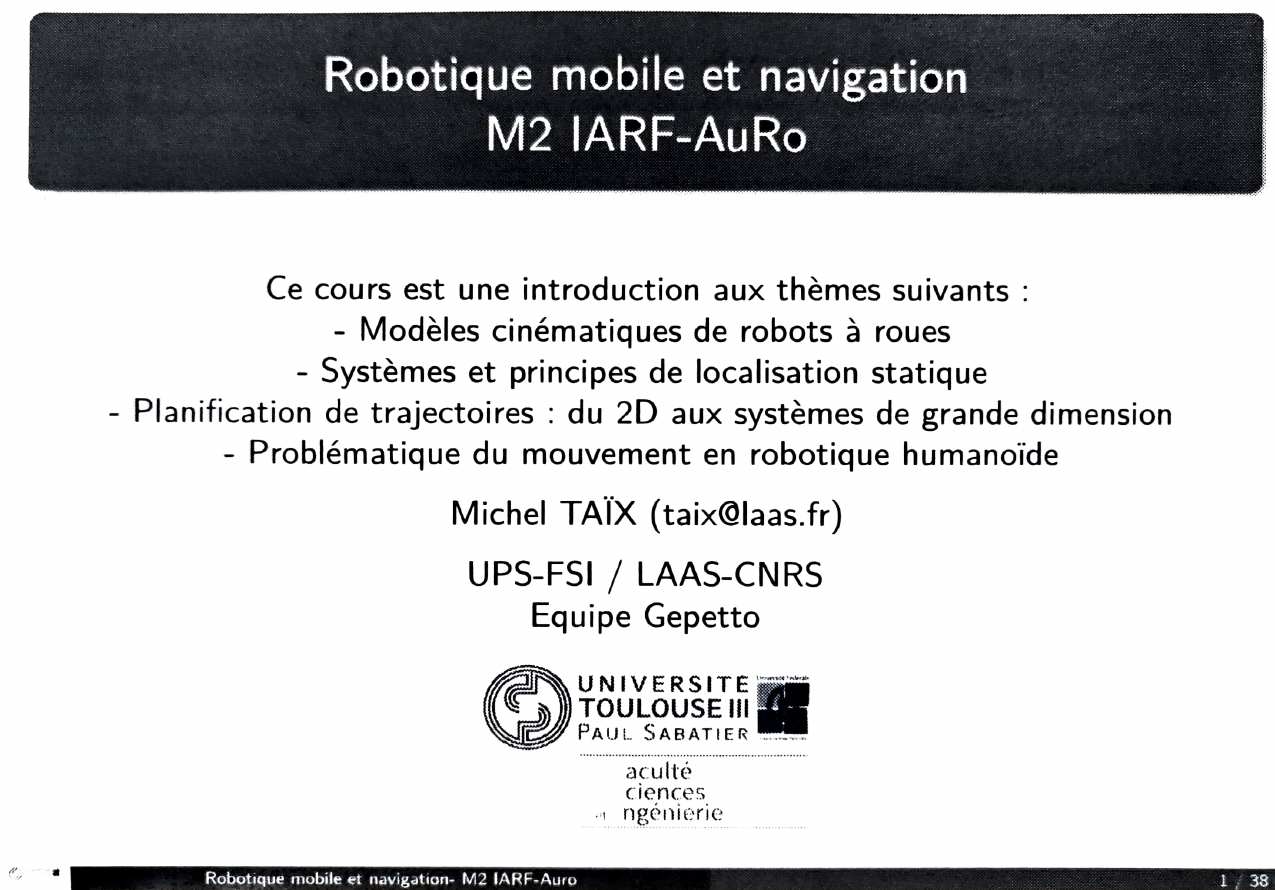 Robotique mobile et navigation
M2 IARF-AuRo
Ce cours est une introduction aux thèmes suivants :
- Modèles cinématiques de robots à roues
- Systèmes et principes de localisation statique
- Planification de trajectoires : du 2D aux systèmes de grande dimension
- Problématique du mouvement en robotique humanoïde
Michel TAÏX (taix@laas.fr)
UPS-FSI / LAAS-CNRS
Equipe Gepetto
UNIVERSITÉ
TOULOUSE III
PAUL SABATIER
aculté
ciences
ngénierie
Robotique mobile et navigation- M2 IARF-Auro
1 / 38